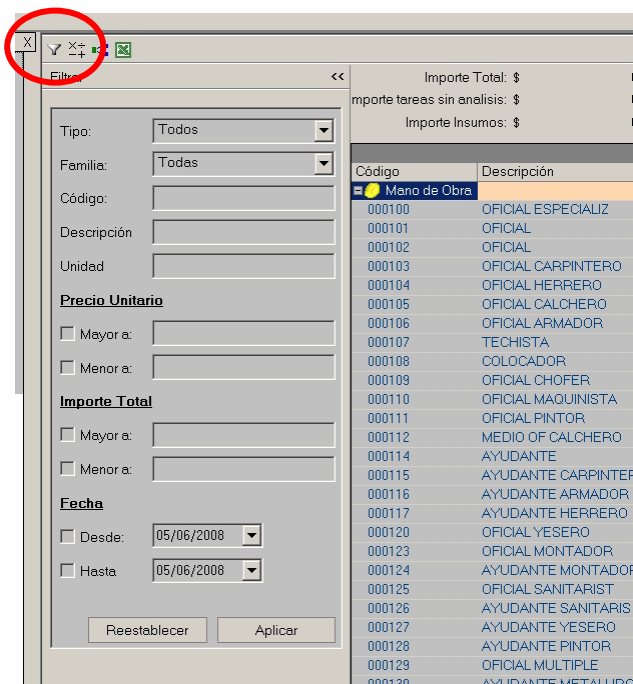 X
Filtrar <<
Tipo: Todos
Familia: Todas
Código:
Descripción
Unidad
Precio Unitario
Mayor a:
Menor a:
Importe Total
Mayor a:
Menor a:
Fecha
Desde: 05/06/2008
Hasta 05/06/2008
Reestablecer Aplicar
Importe Total: $
mporte tareas sin analisis: $
Importe Insumos: $
Código Descripción
Mano de Obra
000100 OFICIAL ESPECIALIZ
000101 OFICIAL
000102 OFICIAL
000103 OFICIAL CARPINTERO
000104 OFICIAL HERRERO
000105 OFICIAL CALCHERO
000106 OFICIAL ARMADOR
000107 TECHISTA
000108 COLOCADOR
000109 OFICIAL CHOFER
000110 OFICIAL MAQUINISTA
000111 OFICIAL PINTOR
000112 MEDIO OF CALCHERO
000114 AYUDANTE
000115 AYUDANTE CARPINTER
000116 AYUDANTE ARMADOR
000117 AYUDANTE HERRERO
000120 OFICIAL YESERO
000123 OFICIAL MONTADOR
000124 AYUDANTE MONTADOR
000125 OFICIAL SANITARIST
000126 AYUDANTE SANITARIS
000127 AYUDANTE YESERO
000128 AYUDANTE PINTOR
000129 OFICIAL MULTIPLE
000130 AYUDANTE METALURG